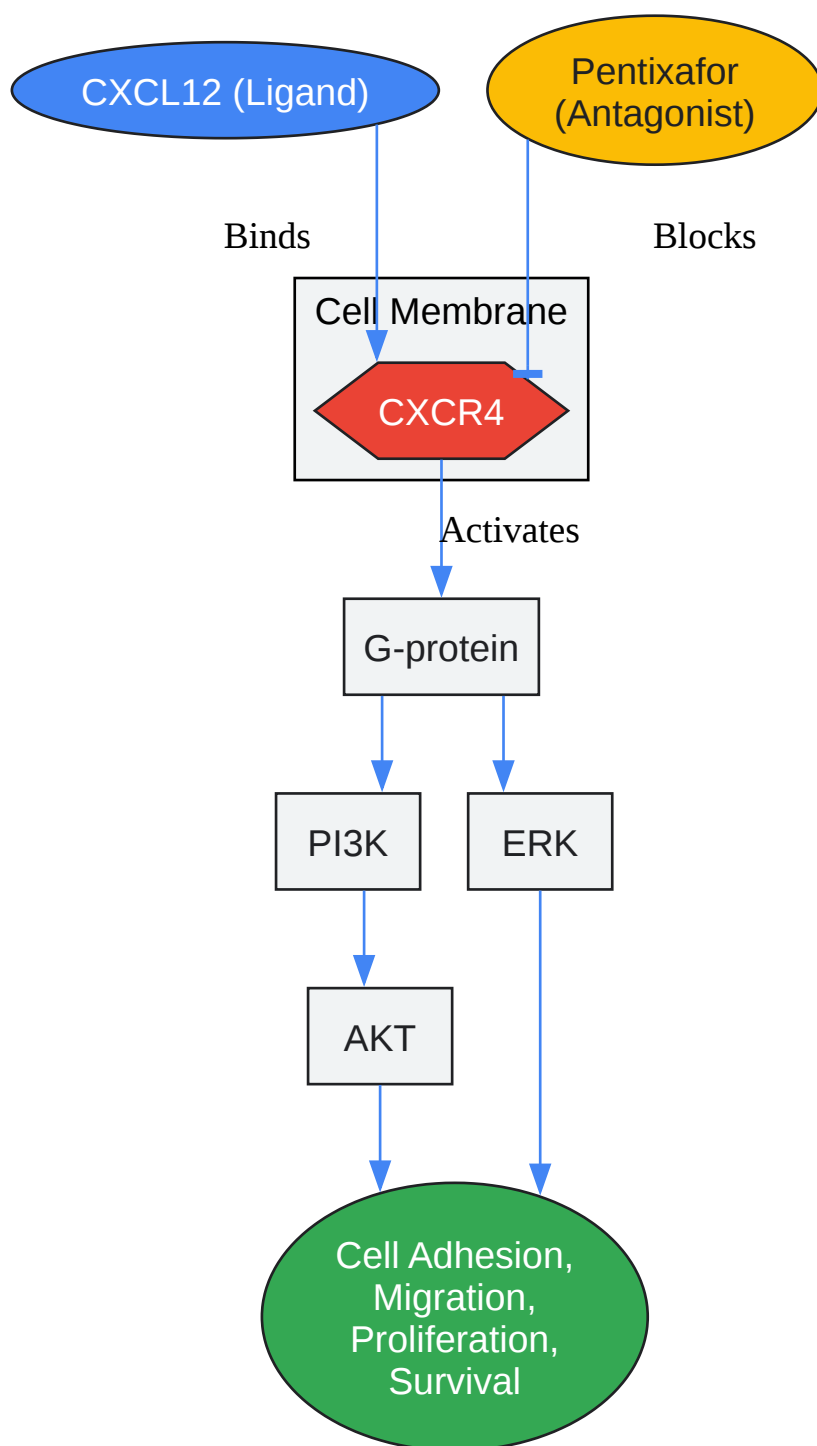 CXCL12 (Ligand)
Pentixafor
(Antagonist)
Binds
Blocks
Cell Membrane
CXCR4
Activates
G-protein
PI3K
ERK
AKT
Cell Adhesion,
Migration,
Proliferation,
Survival